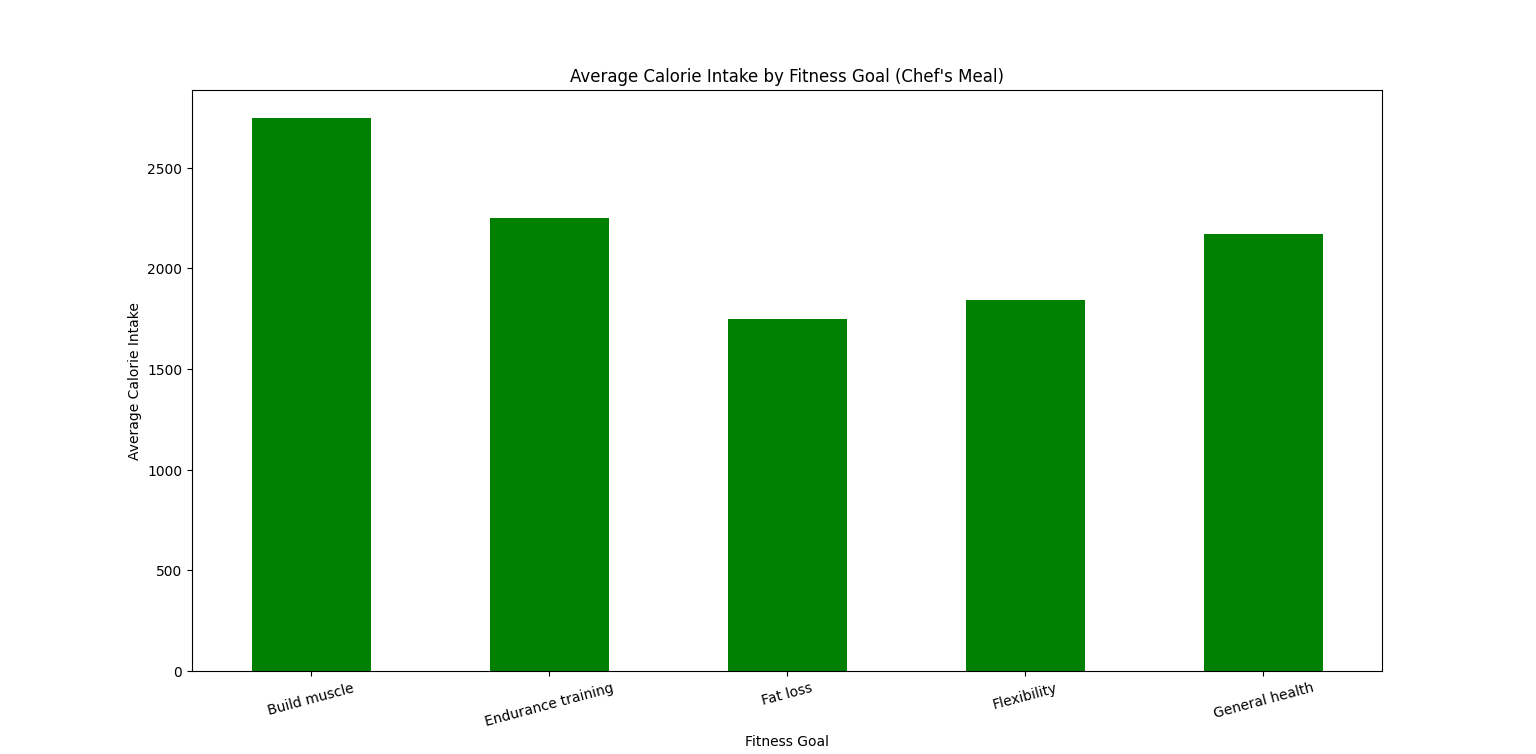 Average Calorie Intake by Fitness Goal (Chef's Meal)
Average Calorie Intake
2500
2000
1500
1000
500
0
Build muscle
Endurance training
Fat loss
Flexibility
General health
Fitness Goal